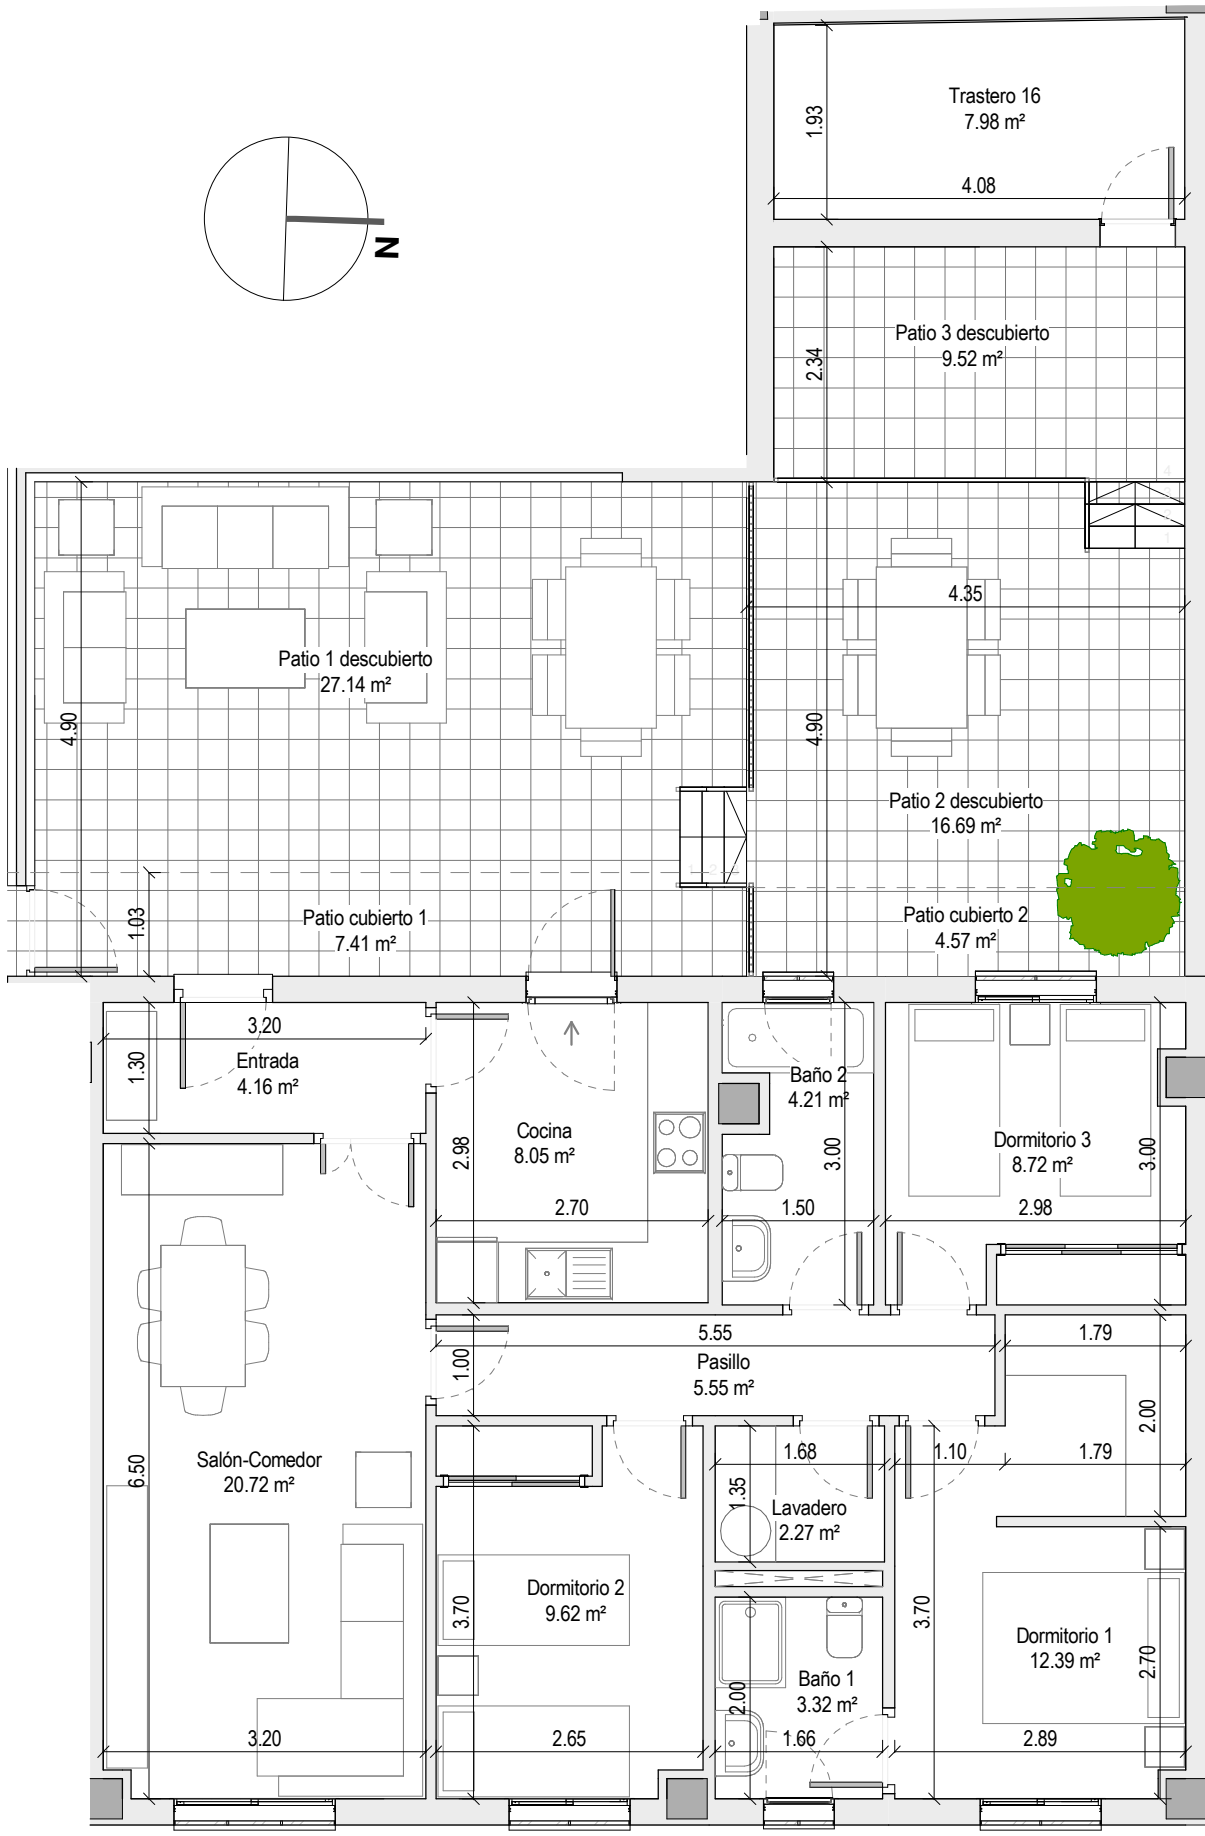 Trastero 16
7.98 m²
1.93
4.08
N
Patio 3 descubierto
9.52 m²
2.34
4
3
2
1
4.35
Patio 1 descubierto
27.14 m²
4.90
4.90
Patio 2 descubierto
16.69 m²
1.03
Patio cubierto 1
7.41 m²
Patio cubierto 2
4.57 m²
3.20
Entrada
4.16 m²
1.30
Cocina
8.05 m²
2.98
2.70
Baño 2
4.21 m²
3.00
1.50
Dormitorio 3
8.72 m²
3.00
2.98
5.55
Pasillo
5.55 m²
1.00
1.79
2.00
Salón-Comedor
20.72 m²
6.50
1.68
1.35
Lavadero
2.27 m²
1.10
1.79
Dormitorio 2
9.62 m²
3.70
3.70
Dormitorio 1
12.39 m²
2.70
Baño 1
3.32 m²
2.00
3.20
2.65
1.66
2.89